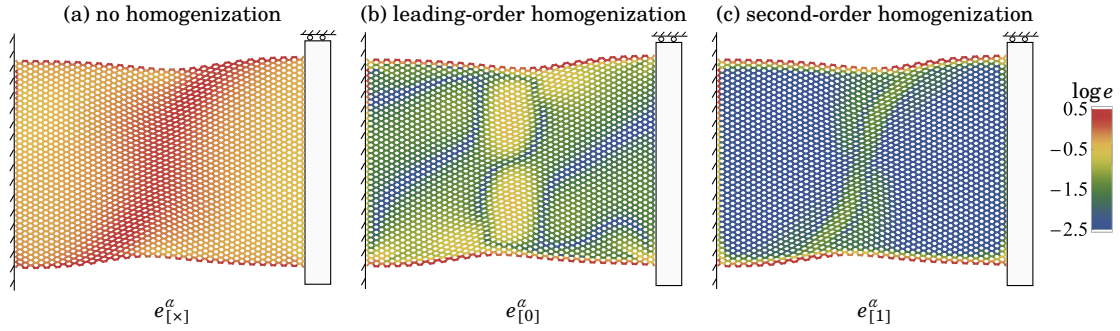 (a) no homogenization
(b) leading-order homogenization
(c) second-order homogenization
log e
0.5
−0.5
−1.5
−2.5
e^α_[×]
e^α_[0]
e^α_[1]